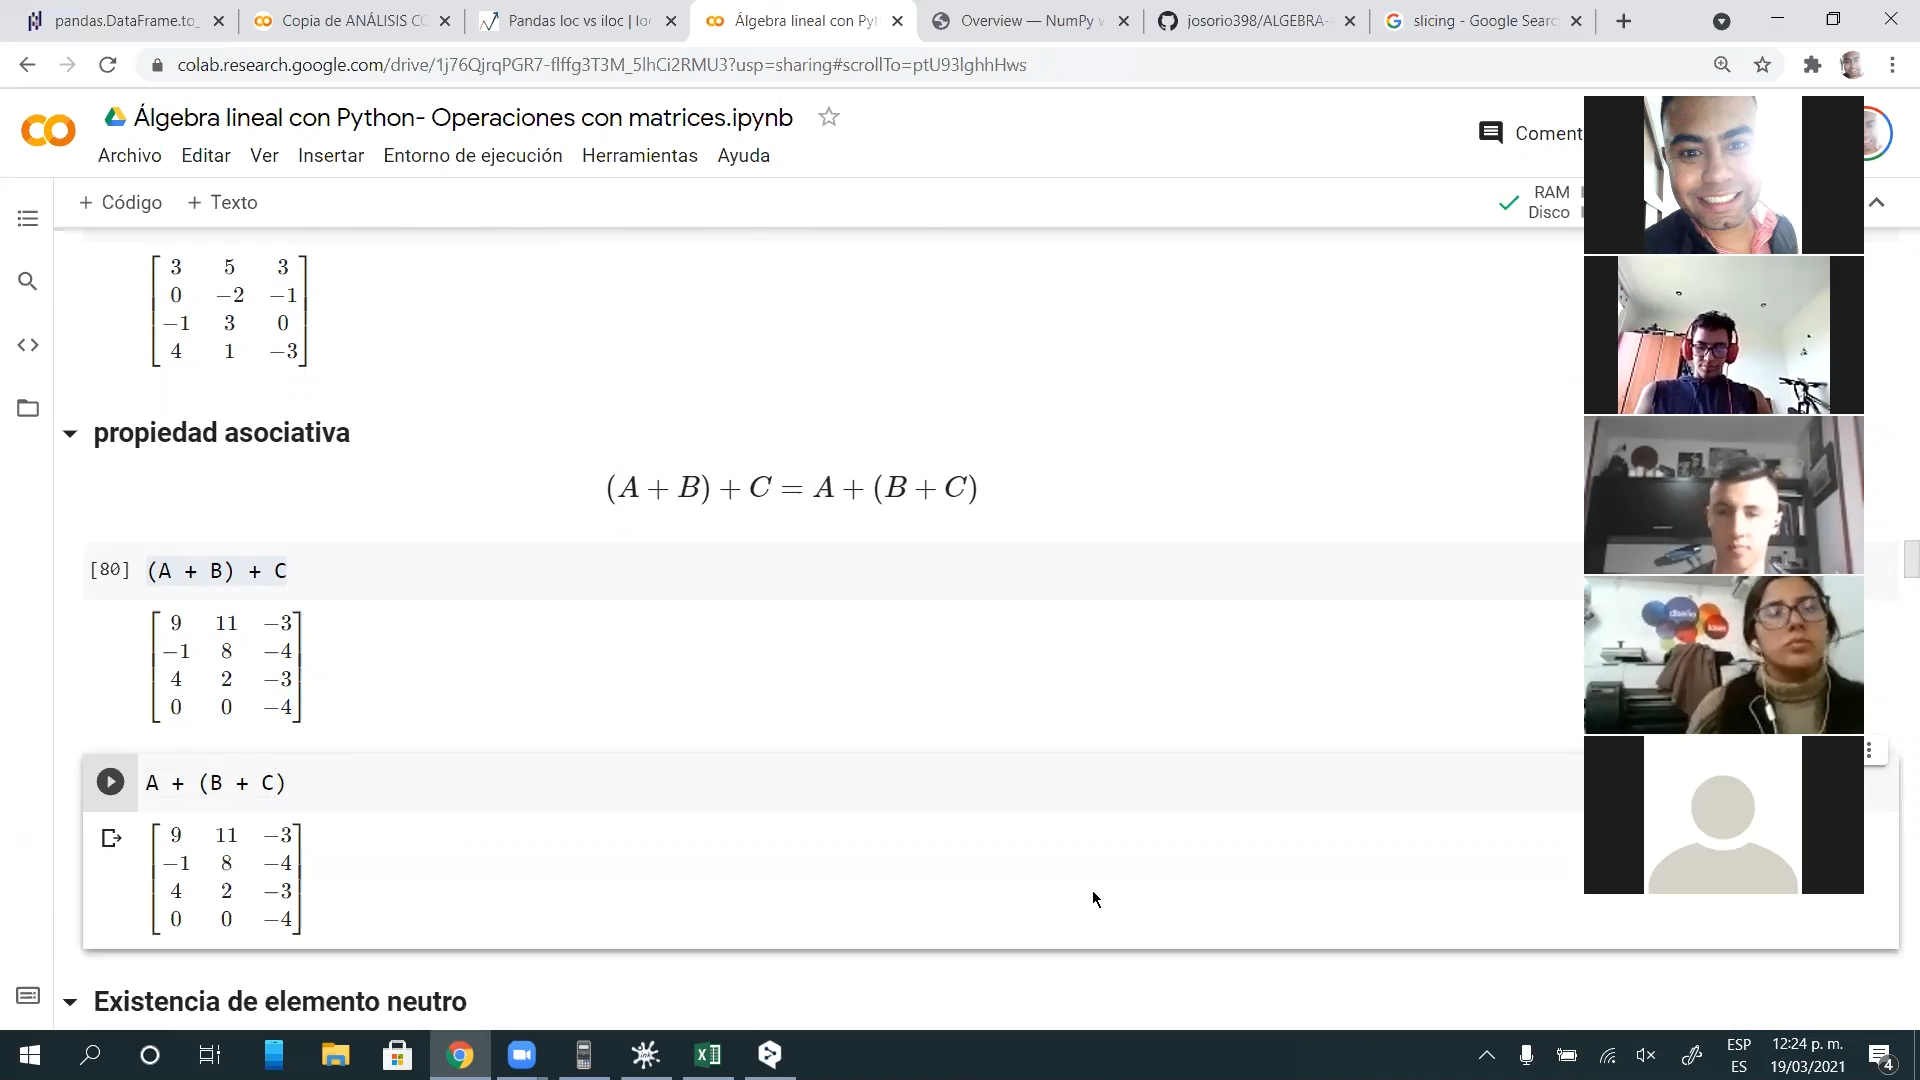 pandas.DataFrame.to_
Copia de ANÁLISIS CO
Pandas loc vs iloc | loc
Álgebra lineal con Pyt
Overview — NumPy v
josorio398/ALGEBRA-
slicing - Google Searc
colab.research.google.com/drive/1j76QjrqPGR7-flffg3T3M_5lhCi2RMU3?usp=sharing#scrollTo=ptU93lghhHws
Álgebra lineal con Python- Operaciones con matrices.ipynb
Archivo Editar Ver Insertar Entorno de ejecución Herramientas Ayuda
Coment
+ Código + Texto
RAM
Disco
3 5 3
0 −2 −1
−1 3 0
4 1 −3
propiedad asociativa
(A + B) + C = A + (B + C)
[80] (A + B) + C
9 11 −3
−1 8 −4
4 2 −3
0 0 −4
diseño
láser
A + (B + C)
9 11 −3
−1 8 −4
4 2 −3
0 0 −4
Existencia de elemento neutro
ESP
ES
12:24 p. m.
19/03/2021
4